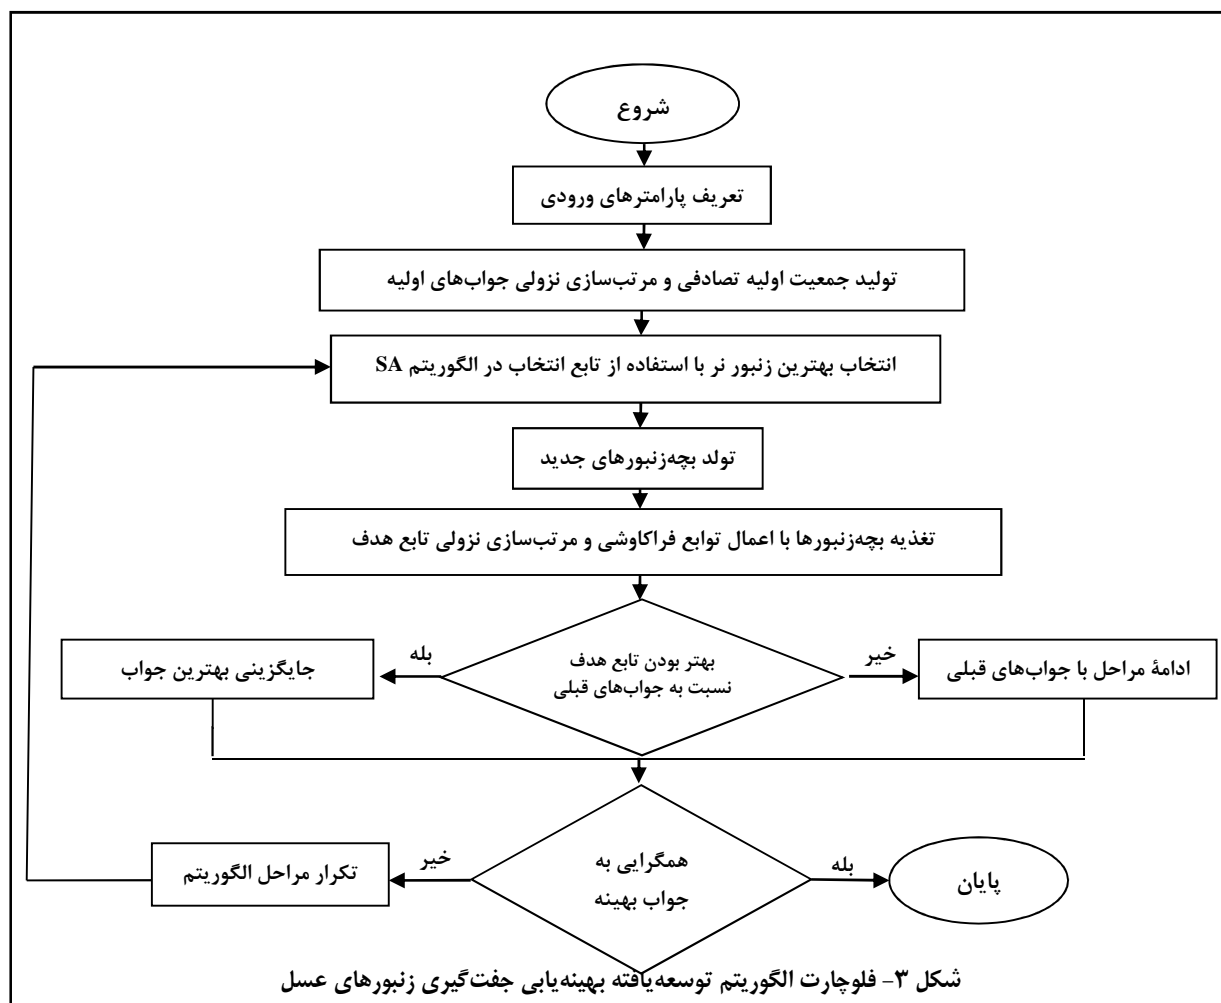 شروع
تعریف پارامترهای ورودی
تولید جمعیت اولیه تصادفی و مرتب‌سازی نزولی جواب‌های اولیه
انتخاب بهترین زنبور نر با استفاده از تابع انتخاب در الگوریتم SA
تولد بچه‌زنبورهای جدید
تغذیه بچه‌زنبورها با اعمال توابع فراکاوشی و مرتب‌سازی نزولی تابع هدف
بهتر بودن تابع هدف
نسبت به جواب‌های قبلی
خیر
ادامهٔ مراحل با جواب‌های قبلی
بله
جایگزینی بهترین جواب
همگرایی به
جواب بهینه
بله
پایان
خیر
تکرار مراحل الگوریتم
شکل ۳- فلوچارت الگوریتم توسعه‌یافته بهینه‌یابی جفت‌گیری زنبورهای عسل